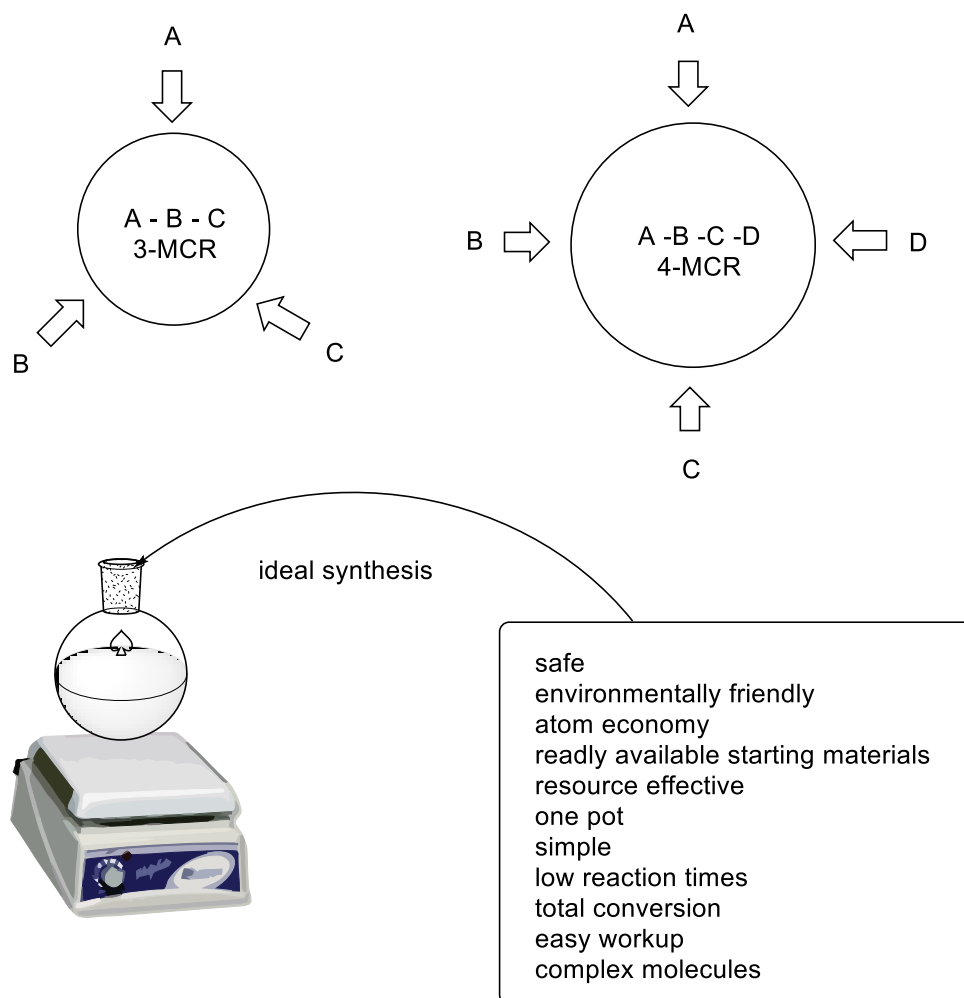 A
A - B - C
3-MCR
B
C
A
B
A -B -C -D
4-MCR
D
C
ideal synthesis
safe
environmentally friendly
atom economy
readly available starting materials
resource effective
one pot
simple
low reaction times
total conversion
easy workup
complex molecules